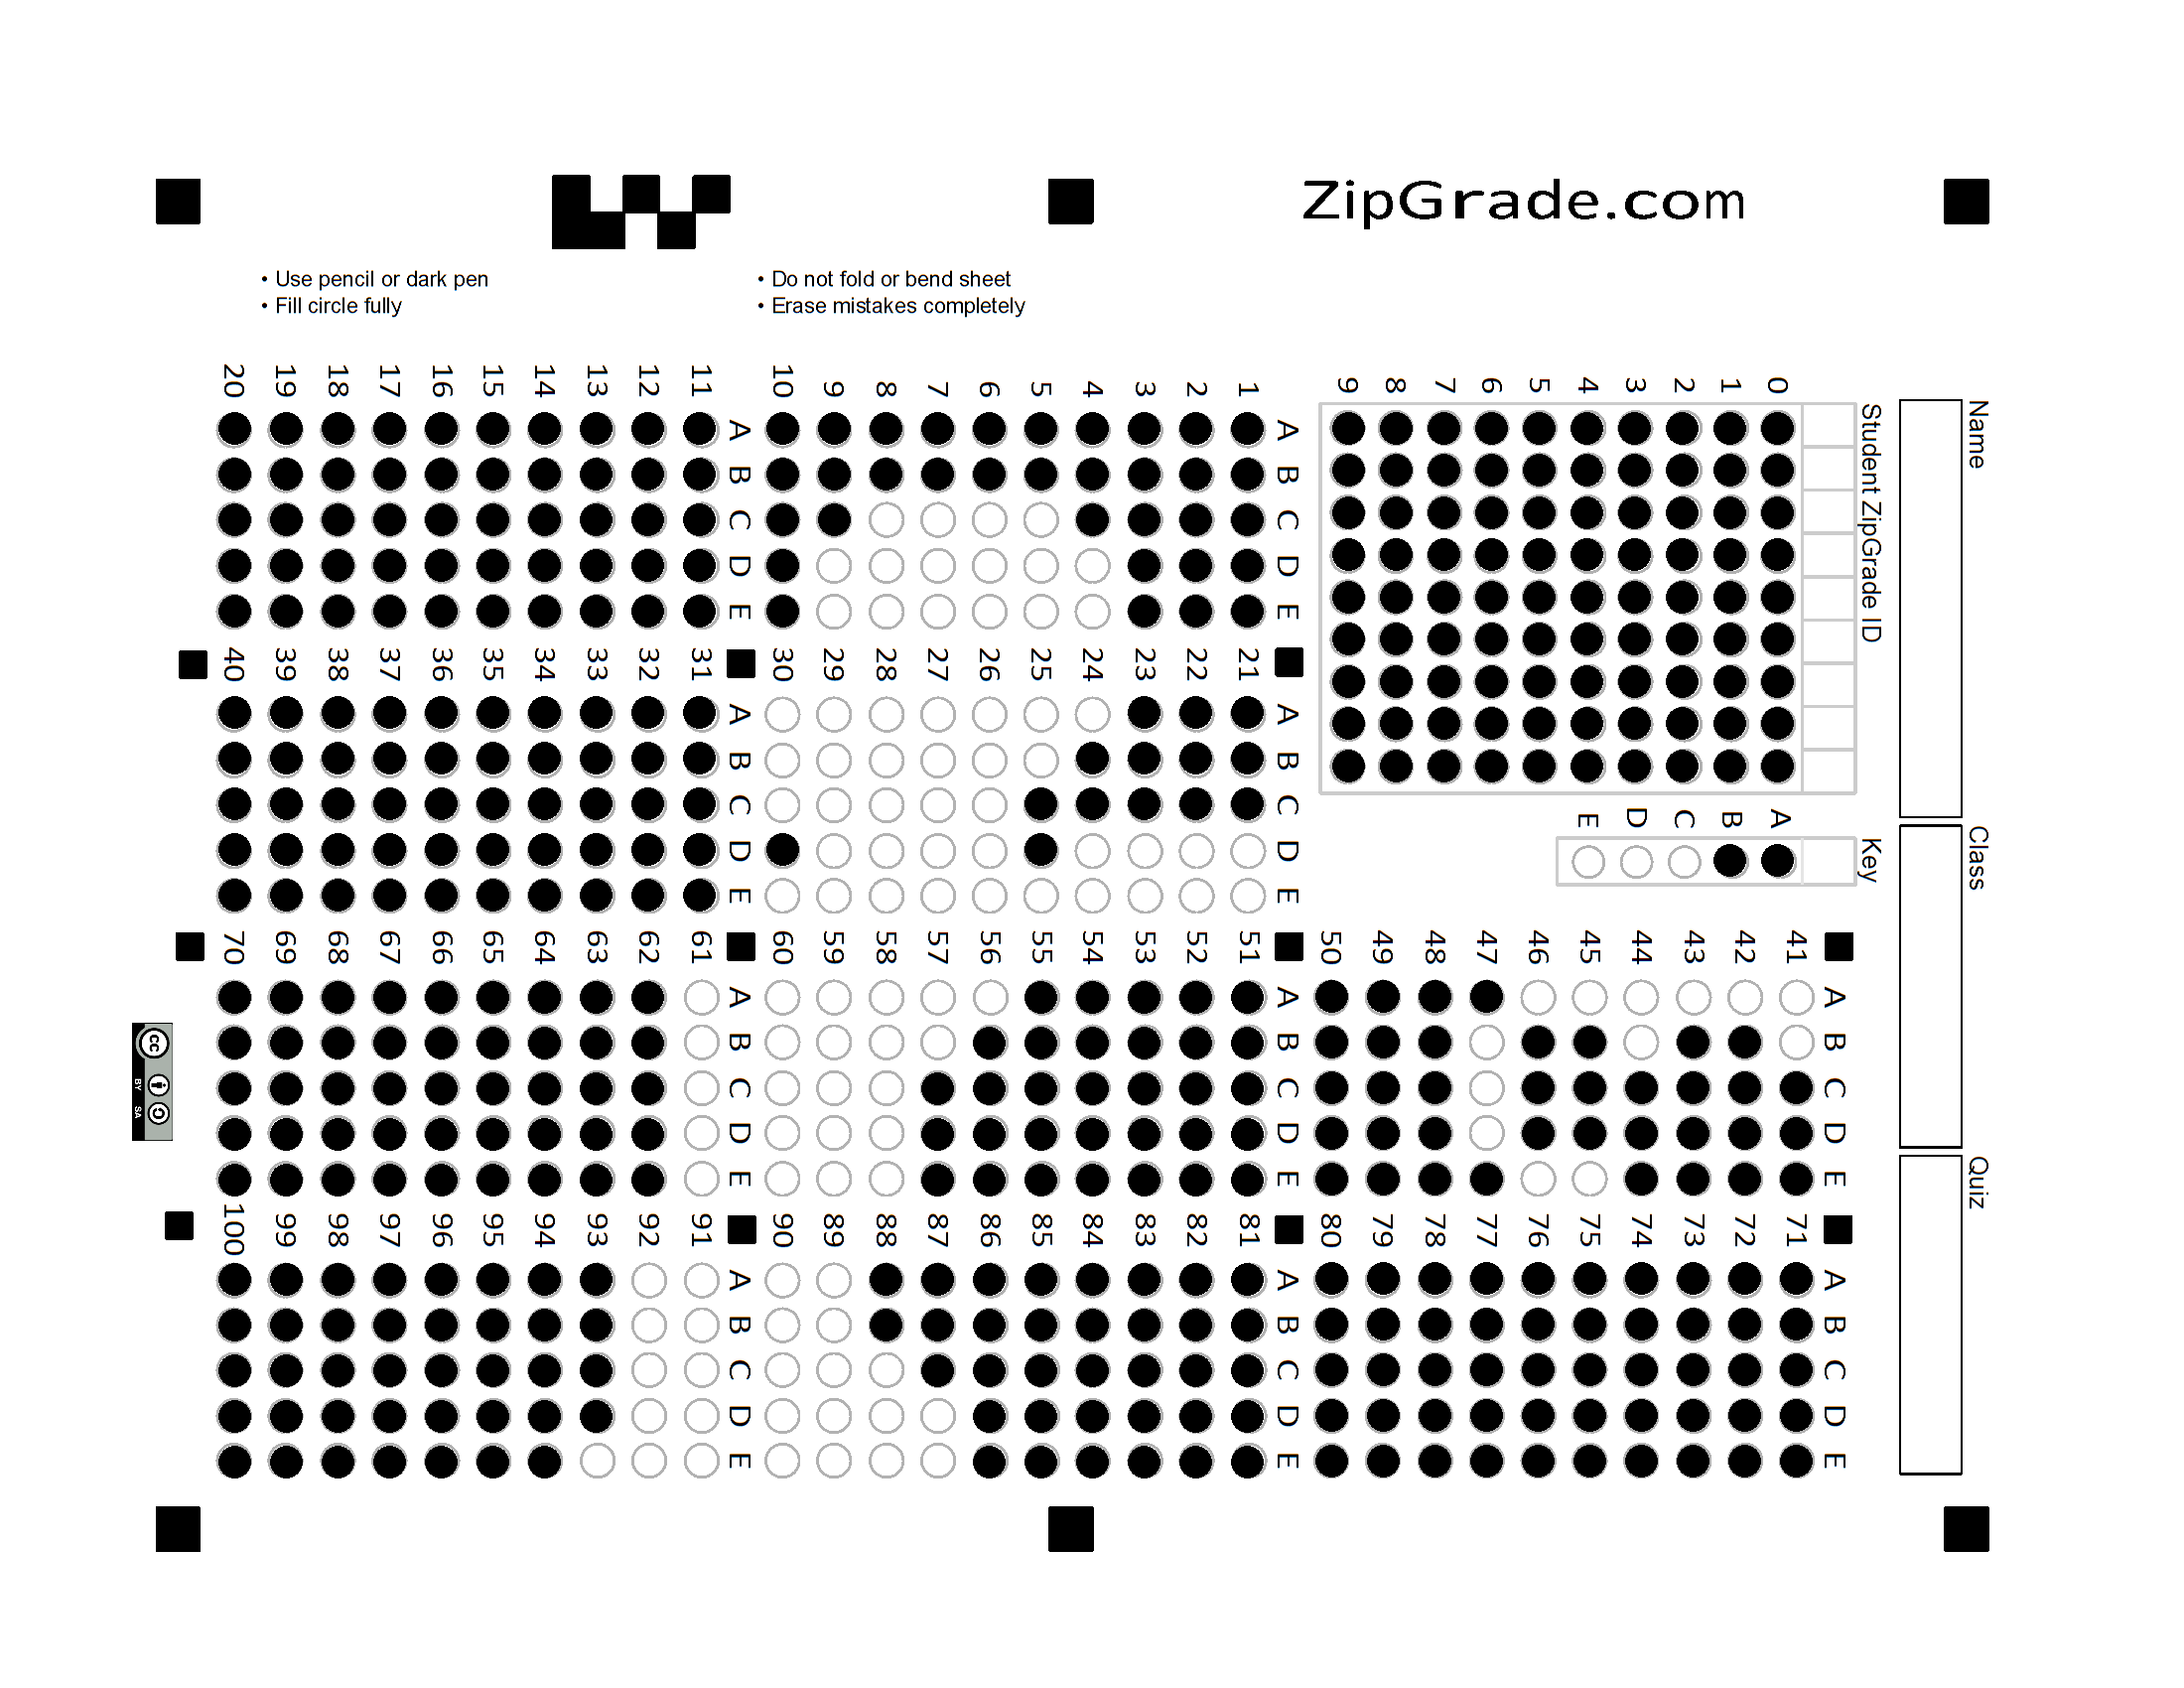 ZipGrade.com
• Use pencil or dark pen
• Fill circle fully
• Do not fold or bend sheet
• Erase mistakes completely
Name
Class
Quiz
Student ZipGrade ID
0 1 2 3 4 5 6 7 8 9
Key
A B C D E
A B C D E
1 2 3 4 5 6 7 8 9 10
A B C D E
11 12 13 14 15 16 17 18 19 20
A B C D E
21 22 23 24 25 26 27 28 29 30
A B C D E
31 32 33 34 35 36 37 38 39 40
A B C D E
41 42 43 44 45 46 47 48 49 50
A B C D E
51 52 53 54 55 56 57 58 59 60
A B C D E
61 62 63 64 65 66 67 68 69 70
A B C D E
71 72 73 74 75 76 77 78 79 80
A B C D E
81 82 83 84 85 86 87 88 89 90
A B C D E
91 92 93 94 95 96 97 98 99 100
A B C D E
cc
BY SA